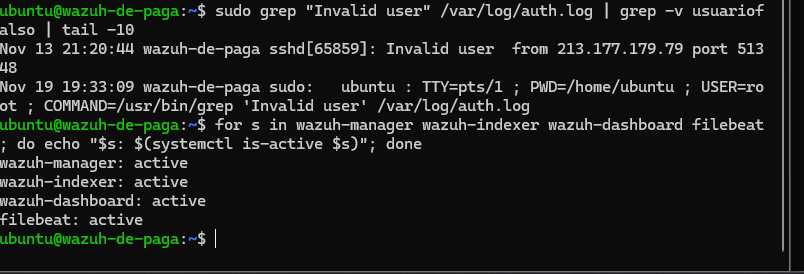 ubuntu@wazuh-de-paga:~$ sudo grep "Invalid user" /var/log/auth.log | grep -v usuariof
also | tail -10
Nov 13 21:20:44 wazuh-de-paga sshd[65859]: Invalid user  from 213.177.179.79 port 513
48
Nov 19 19:33:09 wazuh-de-paga sudo:   ubuntu : TTY=pts/1 ; PWD=/home/ubuntu ; USER=ro
ot ; COMMAND=/usr/bin/grep 'Invalid user' /var/log/auth.log
ubuntu@wazuh-de-paga:~$ for s in wazuh-manager wazuh-indexer wazuh-dashboard filebeat
; do echo "$s: $(systemctl is-active $s)"; done
wazuh-manager: active
wazuh-indexer: active
wazuh-dashboard: active
filebeat: active
ubuntu@wazuh-de-paga:~$